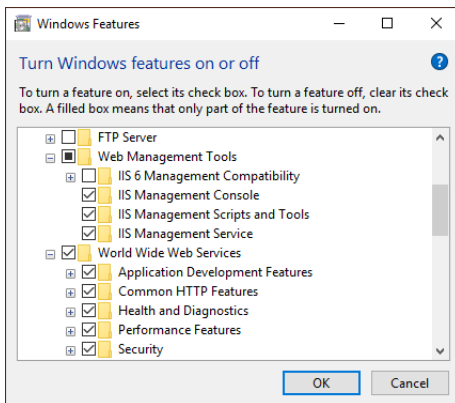 Windows Features
Turn Windows features on or off
To turn a feature on, select its check box. To turn a feature off, clear its check
box. A filled box means that only part of the feature is turned on.
FTP Server
Web Management Tools
IIS 6 Management Compatibility
IIS Management Console
IIS Management Scripts and Tools
IIS Management Service
World Wide Web Services
Application Development Features
Common HTTP Features
Health and Diagnostics
Performance Features
Security
OK
Cancel